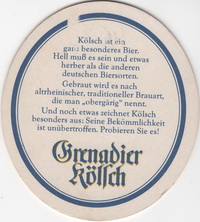 Kölsch ist ein
ganz besonderes Bier.
Hell muß es sein und etwas
herber als die anderen
deutschen Biersorten.
Gebraut wird es nach
altrheinischer, traditioneller Brauart,
die man „obergärig" nennt.
Und noch etwas zeichnet Kölsch
besonders aus: Seine Bekömmlichkeit
ist unübertroffen. Probieren Sie es!
Grenadier
Kölsch